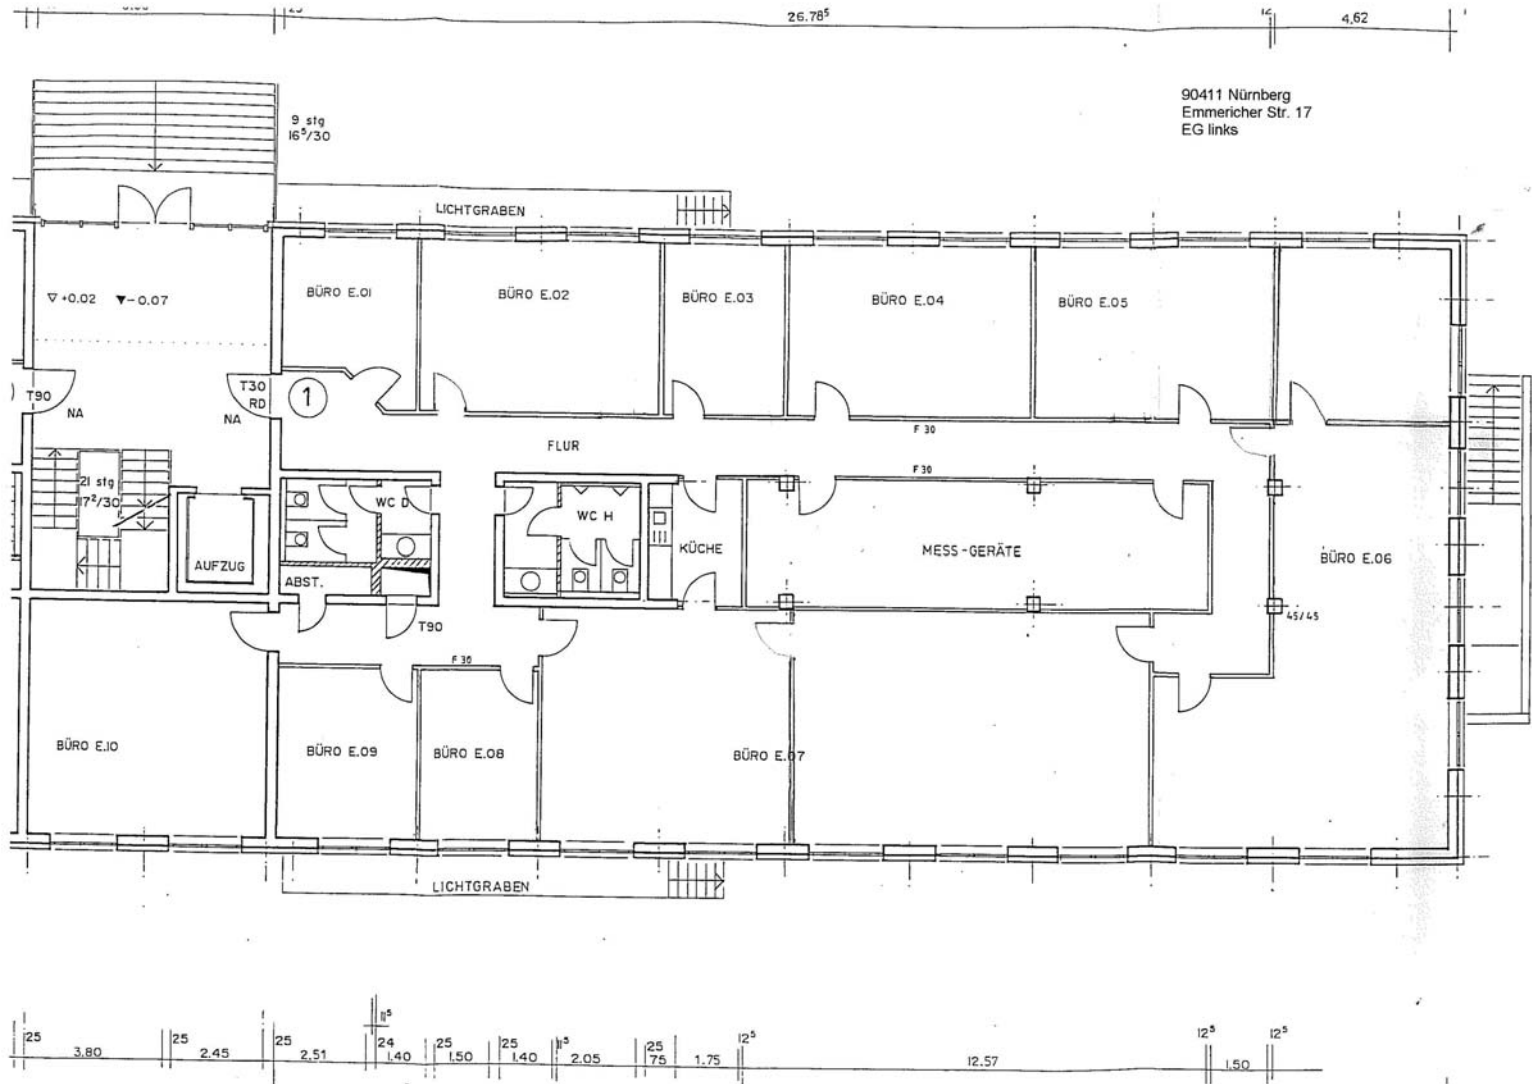 25
26.78⁵
12
4,62
90411 Nürnberg
Emmericher Str. 17
EG links
9 stg
16⁵/30
LICHTGRABEN
BÜRO E.01
BÜRO E.02
BÜRO E.03
BÜRO E.04
BÜRO E.05
+0.02
-0.07
T90
NA
T30
RD
NA
1
FLUR
F 30
F 30
21 stg
17²/30
WC D
WC H
KÜCHE
MESS-GERÄTE
BÜRO E.06
AUFZUG
ABST.
T90
45/45
F 30
BÜRO E.10
BÜRO E.09
BÜRO E.08
BÜRO E.07
LICHTGRABEN
11⁵
25
25
25
24
25
25
11⁵
25
12⁵
12⁵
12⁵
3.80
2.45
2,51
1.40
1.50
1.40
2.05
75
1.75
12.57
1.50